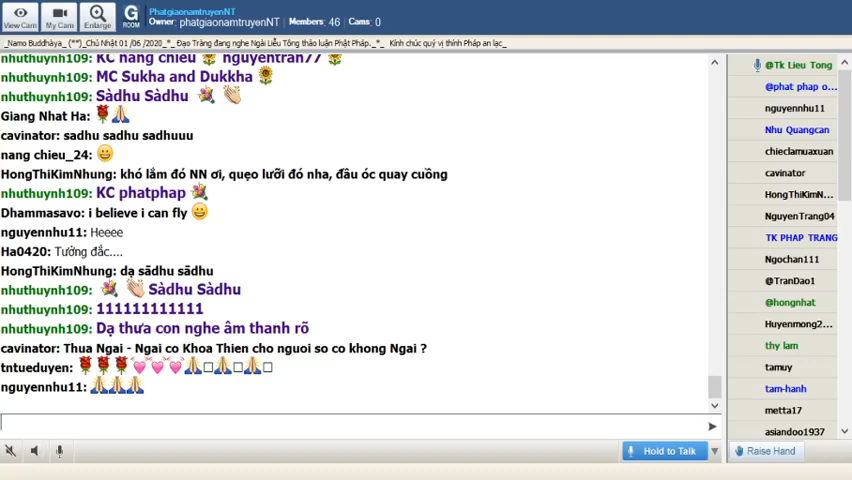 View Cam
My Cam
Enlarge
G
ROOM
PhatgiaonamtruyenNT
Owner: phatgiaonamtruyenNT | Members: 46 | Cams: 0
_Namo Buddhàya_ (**)_Chủ Nhật 01 /06 /2020_*_ Đạo Tràng đang nghe Ngài Liễu Tông thảo luận Phật Pháp._*_ Kính chúc quý vị thính Pháp an lạc_
nhuthuynh109: KC nang chieu nguyentran77
nhuthuynh109: MC Sukha and Dukkha
nhuthuynh109: Sàdhu Sàdhu
Giang Nhat Ha:
cavinator: sadhu sadhu sadhuuu
nang chieu_24:
HongThiKimNhung: khó lắm đó NN ơi, quẹo lưỡi đó nha, đầu óc quay cuồng
nhuthuynh109: KC phatphap
Dhammasavo: i believe i can fly
nguyennhu11: Heeee
Ha0420: Tưởng đắc....
HongThiKimNhung: dạ sādhu sādhu
nhuthuynh109: Sàdhu Sàdhu
nhuthuynh109: 111111111111
nhuthuynh109: Dạ thưa con nghe âm thanh rõ
cavinator: Thua Ngai - Ngai co Khoa Thien cho nguoi so co khong Ngai ?
tntueduyen:
nguyennhu11:
Hold to Talk
@Tk Lieu Tong
@phat phap o...
nguyennhu11
Nhu Quangcan
chieclamuaxuan
cavinator
HongThiKimN...
NguyenTrang04
TK PHAP TRANG
Ngochan111
@TranDao1
@hongnhat
Huyenmong2...
thy lam
tamuy
tam-hanh
metta17
asiandoo1937
Raise Hand